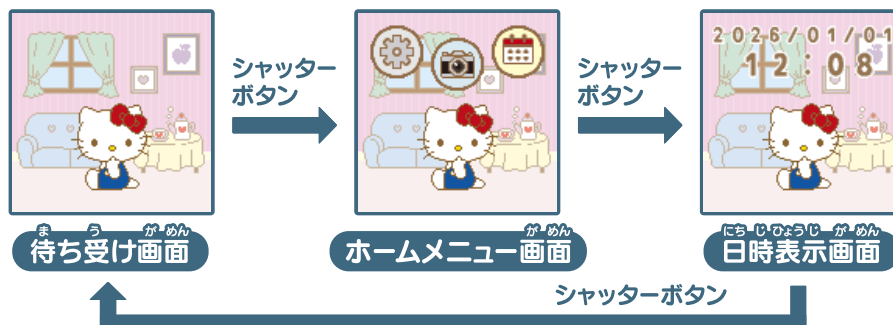 2026/01/01
12:08
シャッター
ボタン
シャッター
ボタン
待ち受け画面
ま う が めん
ホームメニュー画面
が めん
日時表示画面
にち じ ひょう じ が めん
シャッターボタン